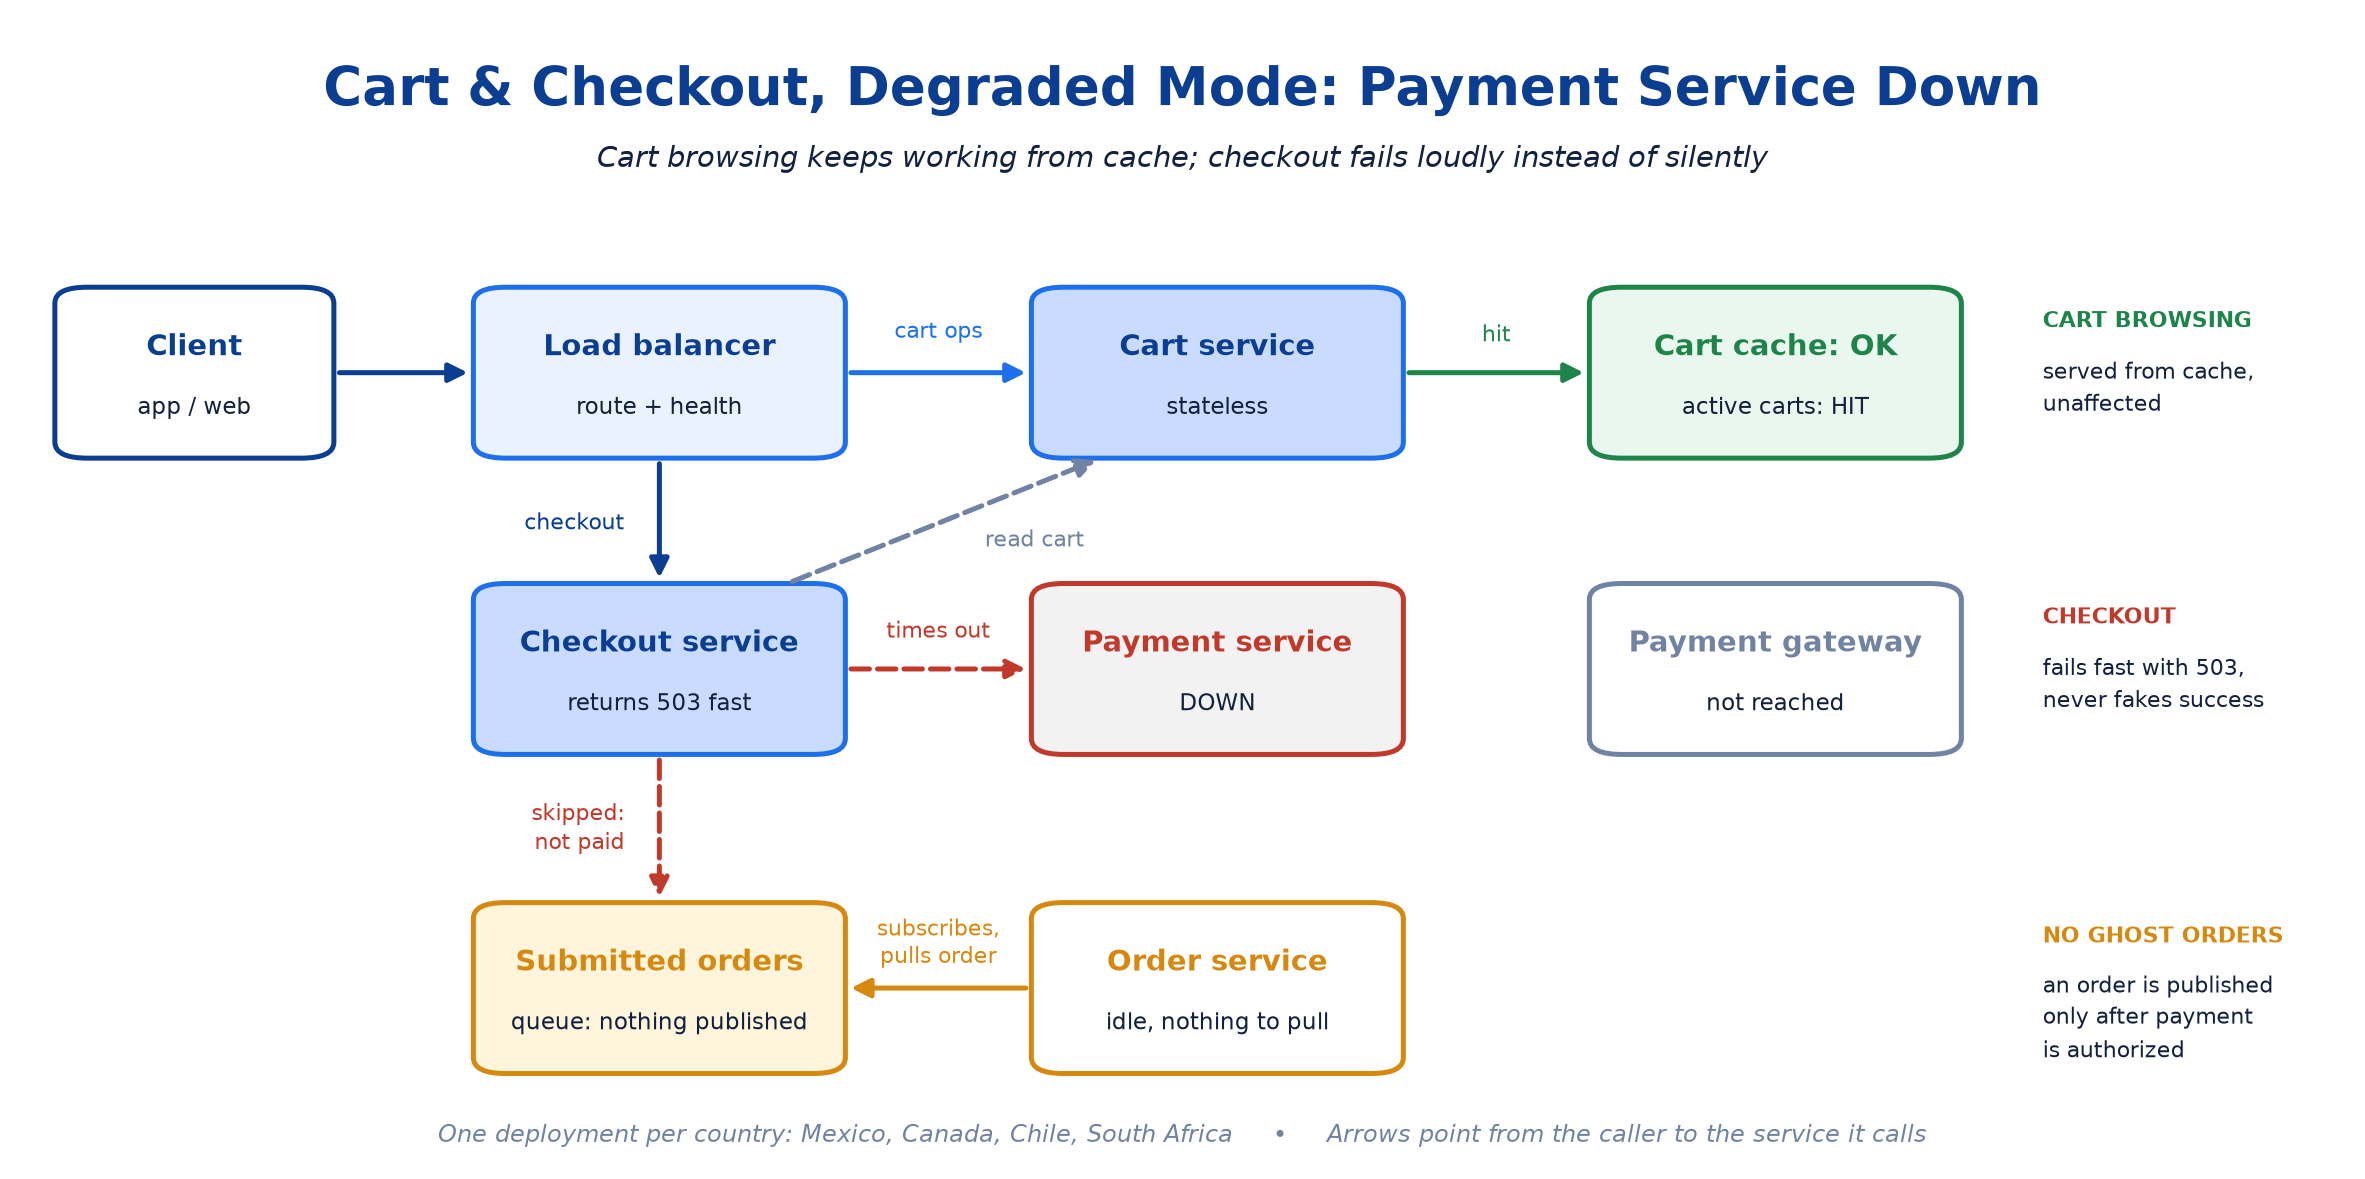 Cart & Checkout, Degraded Mode: Payment Service Down
Cart browsing keeps working from cache; checkout fails loudly instead of silently
Client
app / web
Load balancer
route + health
cart ops
Cart service
stateless
hit
Cart cache: OK
active carts: HIT
CART BROWSING
served from cache,
unaffected
checkout
read cart
Checkout service
returns 503 fast
times out
Payment service
DOWN
Payment gateway
not reached
CHECKOUT
fails fast with 503,
never fakes success
skipped:
not paid
Submitted orders
queue: nothing published
subscribes,
pulls order
Order service
idle, nothing to pull
NO GHOST ORDERS
an order is published
only after payment
is authorized
One deployment per country: Mexico, Canada, Chile, South Africa • Arrows point from the caller to the service it calls